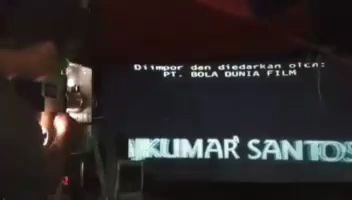 Diimpor dan diedarkan oleh:
PT. BOLA DUNIA FILM
KUMAR SANTOS